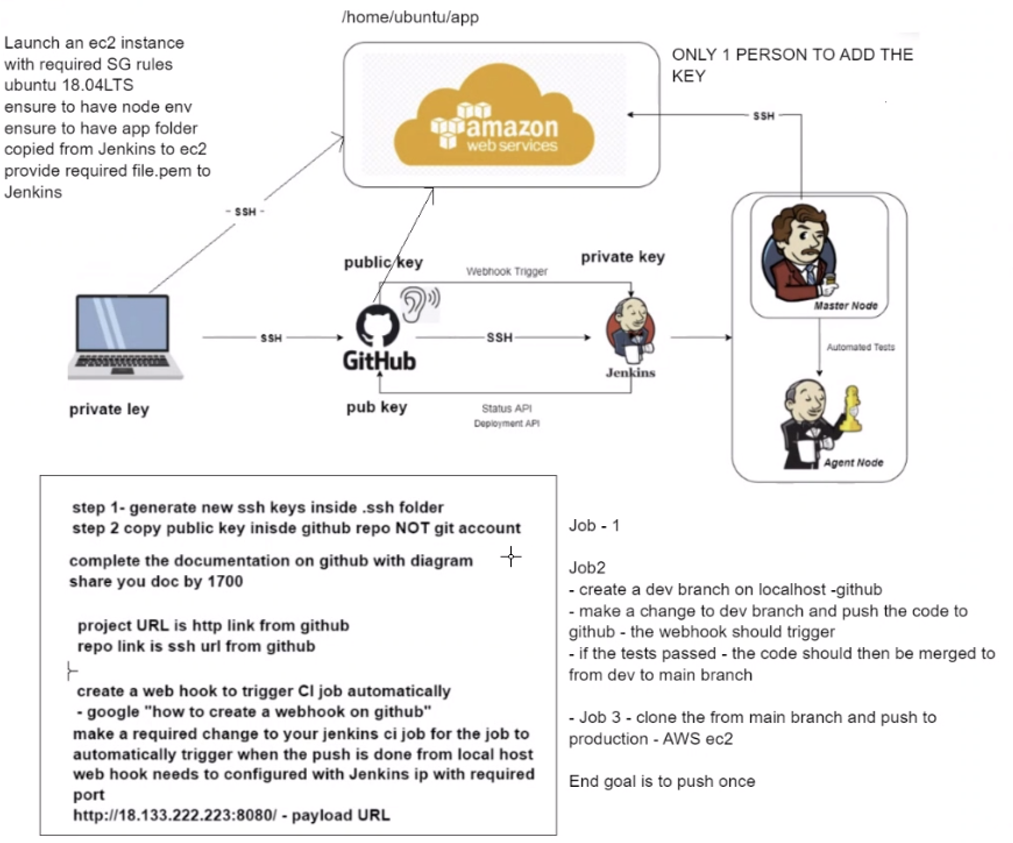 /home/ubuntu/app
Launch an ec2 instance
with required SG rules
ubuntu 18.04LTS
ensure to have node env
ensure to have app folder
copied from Jenkins to ec2
provide required file.pem to
Jenkins
amazon
web services
ONLY 1 PERSON TO ADD THE
KEY
SSH
- SSH -
public key
Webhook Trigger
private key
Master Node
SSH
GitHub
SSH
Jenkins
Automated Tests
private ley
pub key
Status API
Deployment API
Agent Node
step 1- generate new ssh keys inside .ssh folder
step 2 copy public key inisde github repo NOT git account
complete the documentation on github with diagram
share you doc by 1700
project URL is http link from github
repo link is ssh url from github
create a web hook to trigger CI job automatically
- google "how to create a webhook on github"
make a required change to your jenkins ci job for the job to
automatically trigger when the push is done from local host
web hook needs to configured with Jenkins ip with required
port
http://18.133.222.223:8080/ - payload URL
Job - 1
Job2
- create a dev branch on localhost -github
- make a change to dev branch and push the code to
github - the webhook should trigger
- if the tests passed - the code should then be merged to
from dev to main branch
- Job 3 - clone the from main branch and push to
production - AWS ec2
End goal is to push once